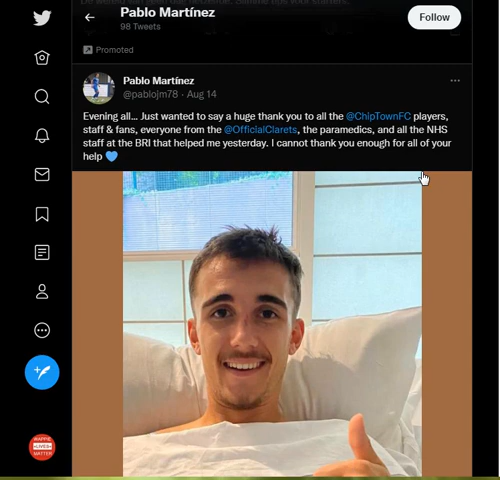 Pablo Martínez
98 Tweets
Follow
Promoted
Pablo Martínez
@pablojm78 · Aug 14
Evening all... Just wanted to say a huge thank you to all the @ChipTownFC players,
staff & fans, everyone from the @OfficialClarets, the paramedics, and all the NHS
staff at the BRI that helped me yesterday. I cannot thank you enough for all of your
help 💙
LIVES
MATTER